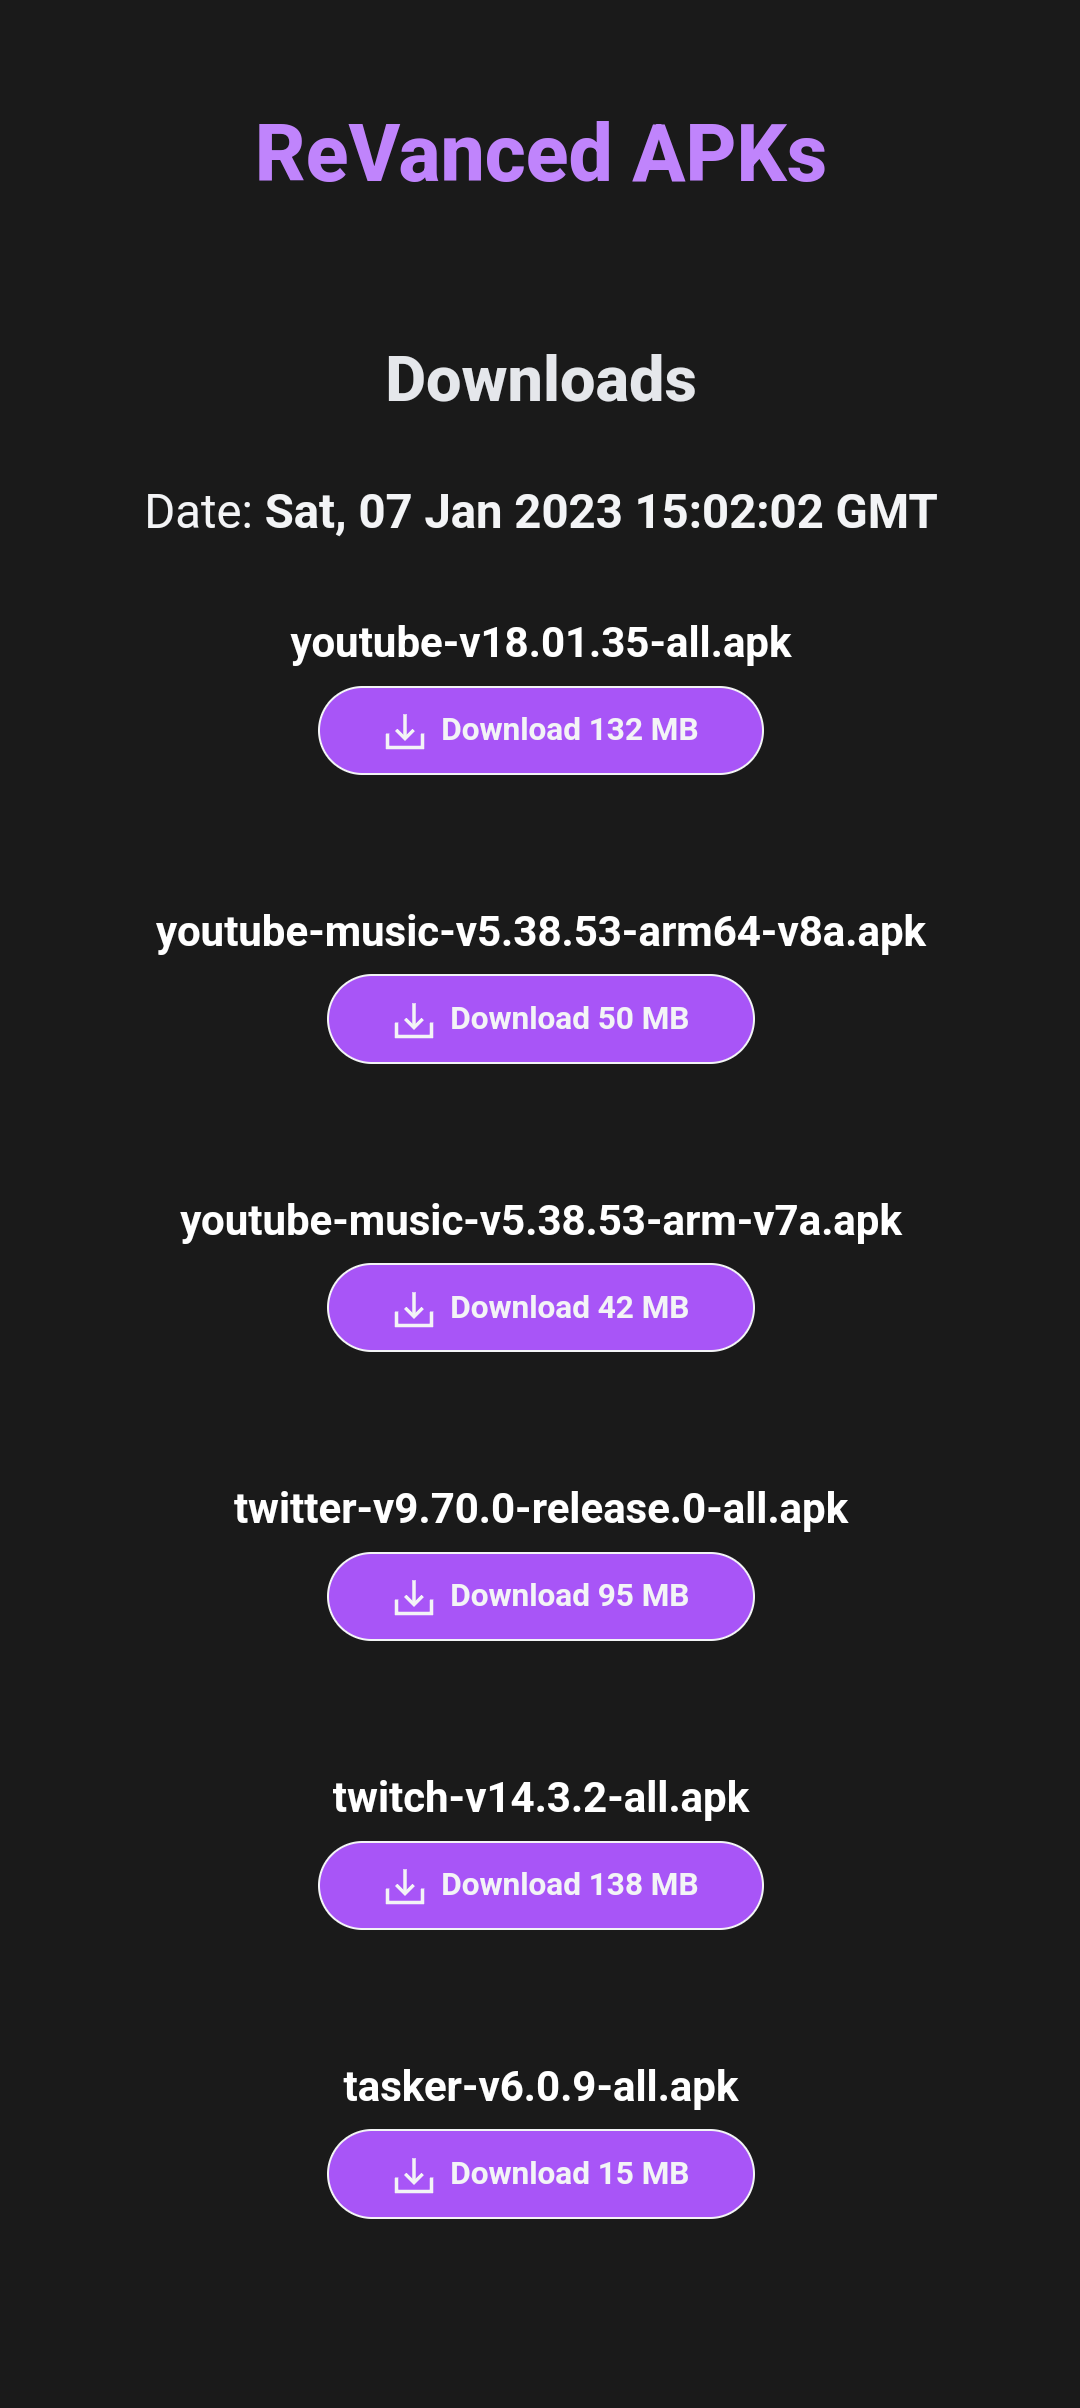 ReVanced APKs
Downloads
Date: Sat, 07 Jan 2023 15:02:02 GMT
youtube-v18.01.35-all.apk
Download 132 MB
youtube-music-v5.38.53-arm64-v8a.apk
Download 50 MB
youtube-music-v5.38.53-arm-v7a.apk
Download 42 MB
twitter-v9.70.0-release.0-all.apk
Download 95 MB
twitch-v14.3.2-all.apk
Download 138 MB
tasker-v6.0.9-all.apk
Download 15 MB